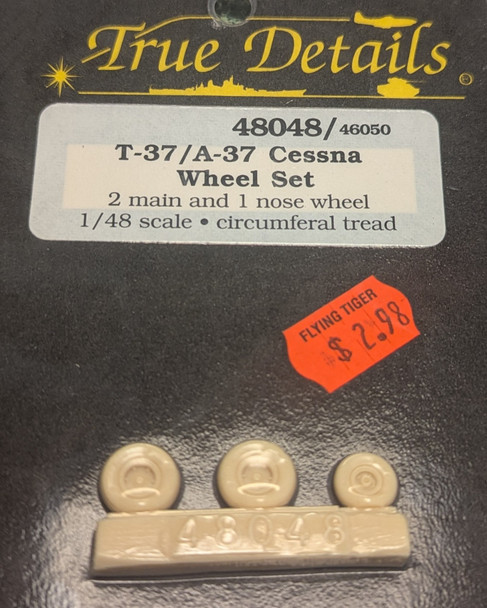 True Details®
48048/46050
T-37/A-37 Cessna
Wheel Set
2 main and 1 nose wheel
1/48 scale • circumferal tread
FLYING TIGER
$ 2.98
48048